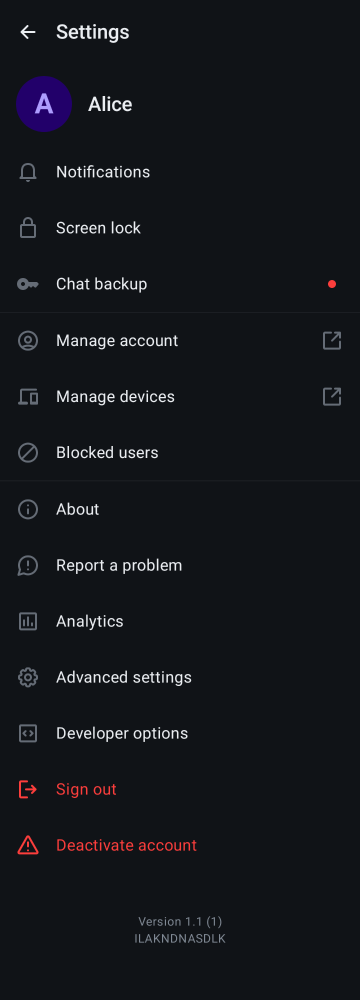 Settings
A
Alice
Notifications
Screen lock
Chat backup
Manage account
Manage devices
Blocked users
About
Report a problem
Analytics
Advanced settings
Developer options
Sign out
Deactivate account
Version 1.1 (1)
ILAKNDNASDLK